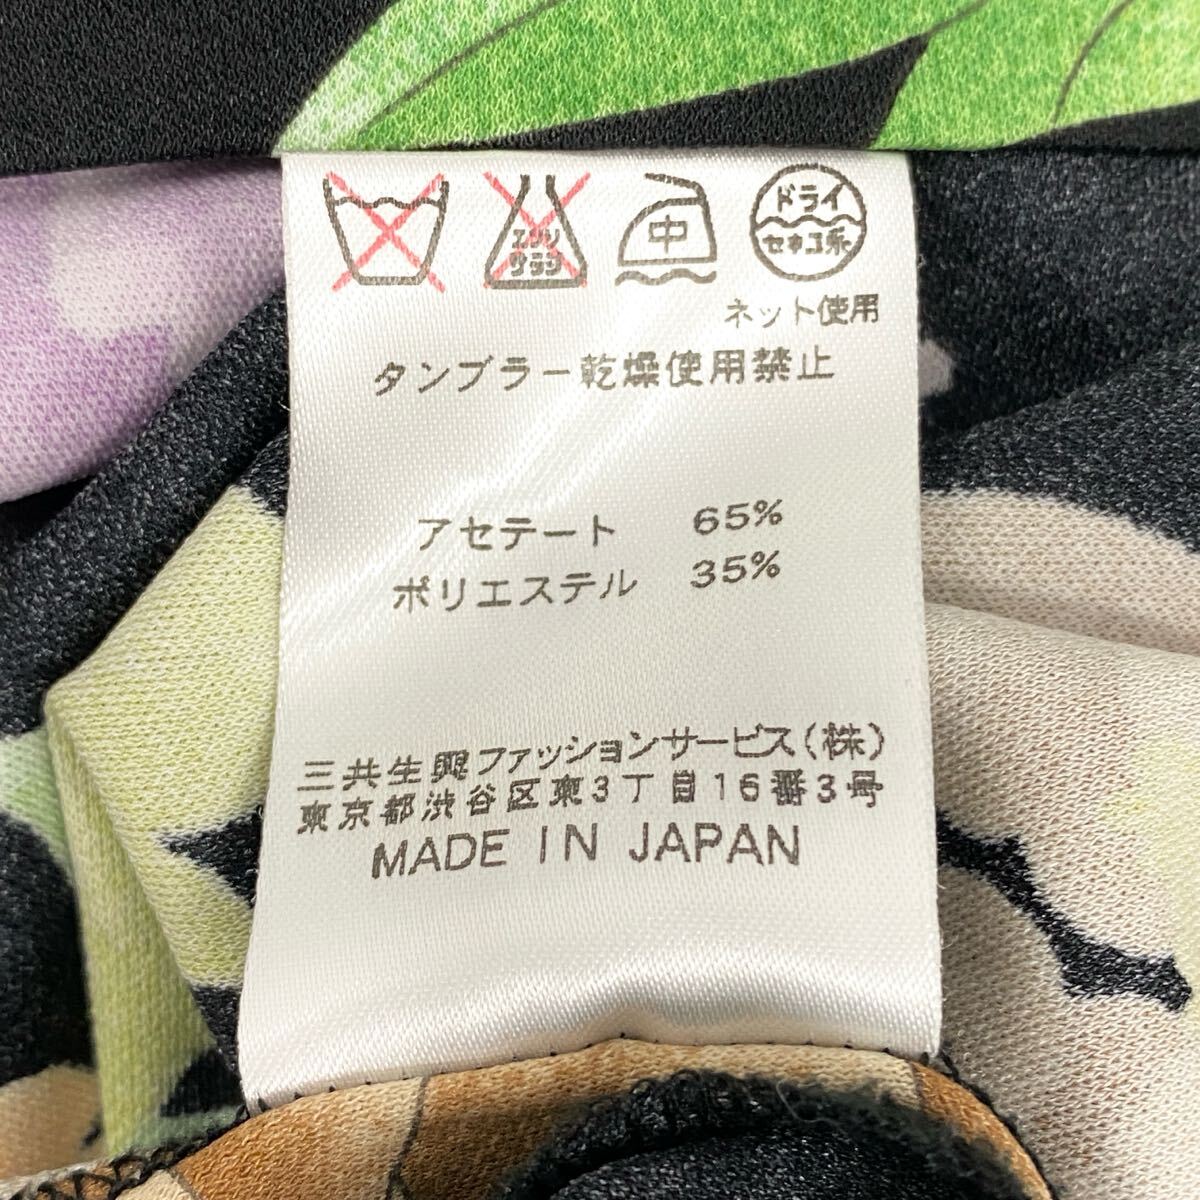 エンソ
サラシ
中
ドライ
セキユ系
ネット使用
タンブラー乾燥使用禁止
アセテート 65%
ポリエステル 35%
三共生興ファッションサービス(株)
東京都渋谷区東3丁目16番3号
MADE IN JAPAN